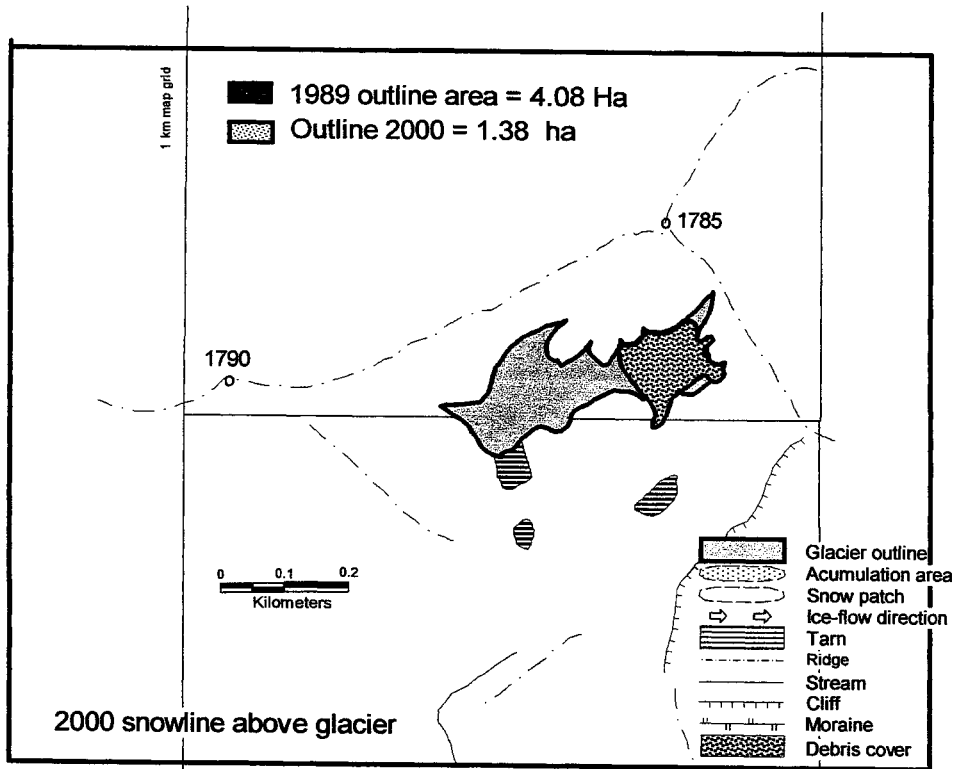 1 km map grid
1989 outline area = 4.08 Ha
Outline 2000 = 1.38 ha
1785
1790
0 0.1 0.2
Kilometers
Glacier outline
Acumulation area
Snow patch
Ice-flow direction
Tarn
Ridge
Stream
Cliff
Moraine
Debris cover
2000 snowline above glacier